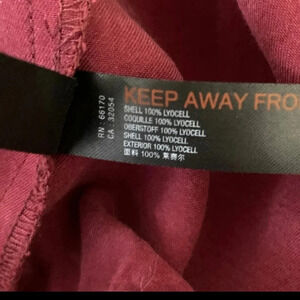 KEEP AWAY FRO
SHELL 100% LYOCELL
COQUILLE 100% LYOCELL
OBERSTOFF 100% LYOCELL
SHELL 100% LYOCELL
EXTERIOR 100% LYOCELL
面料 100% 莱赛尔
RN : 66170
CA : 32054